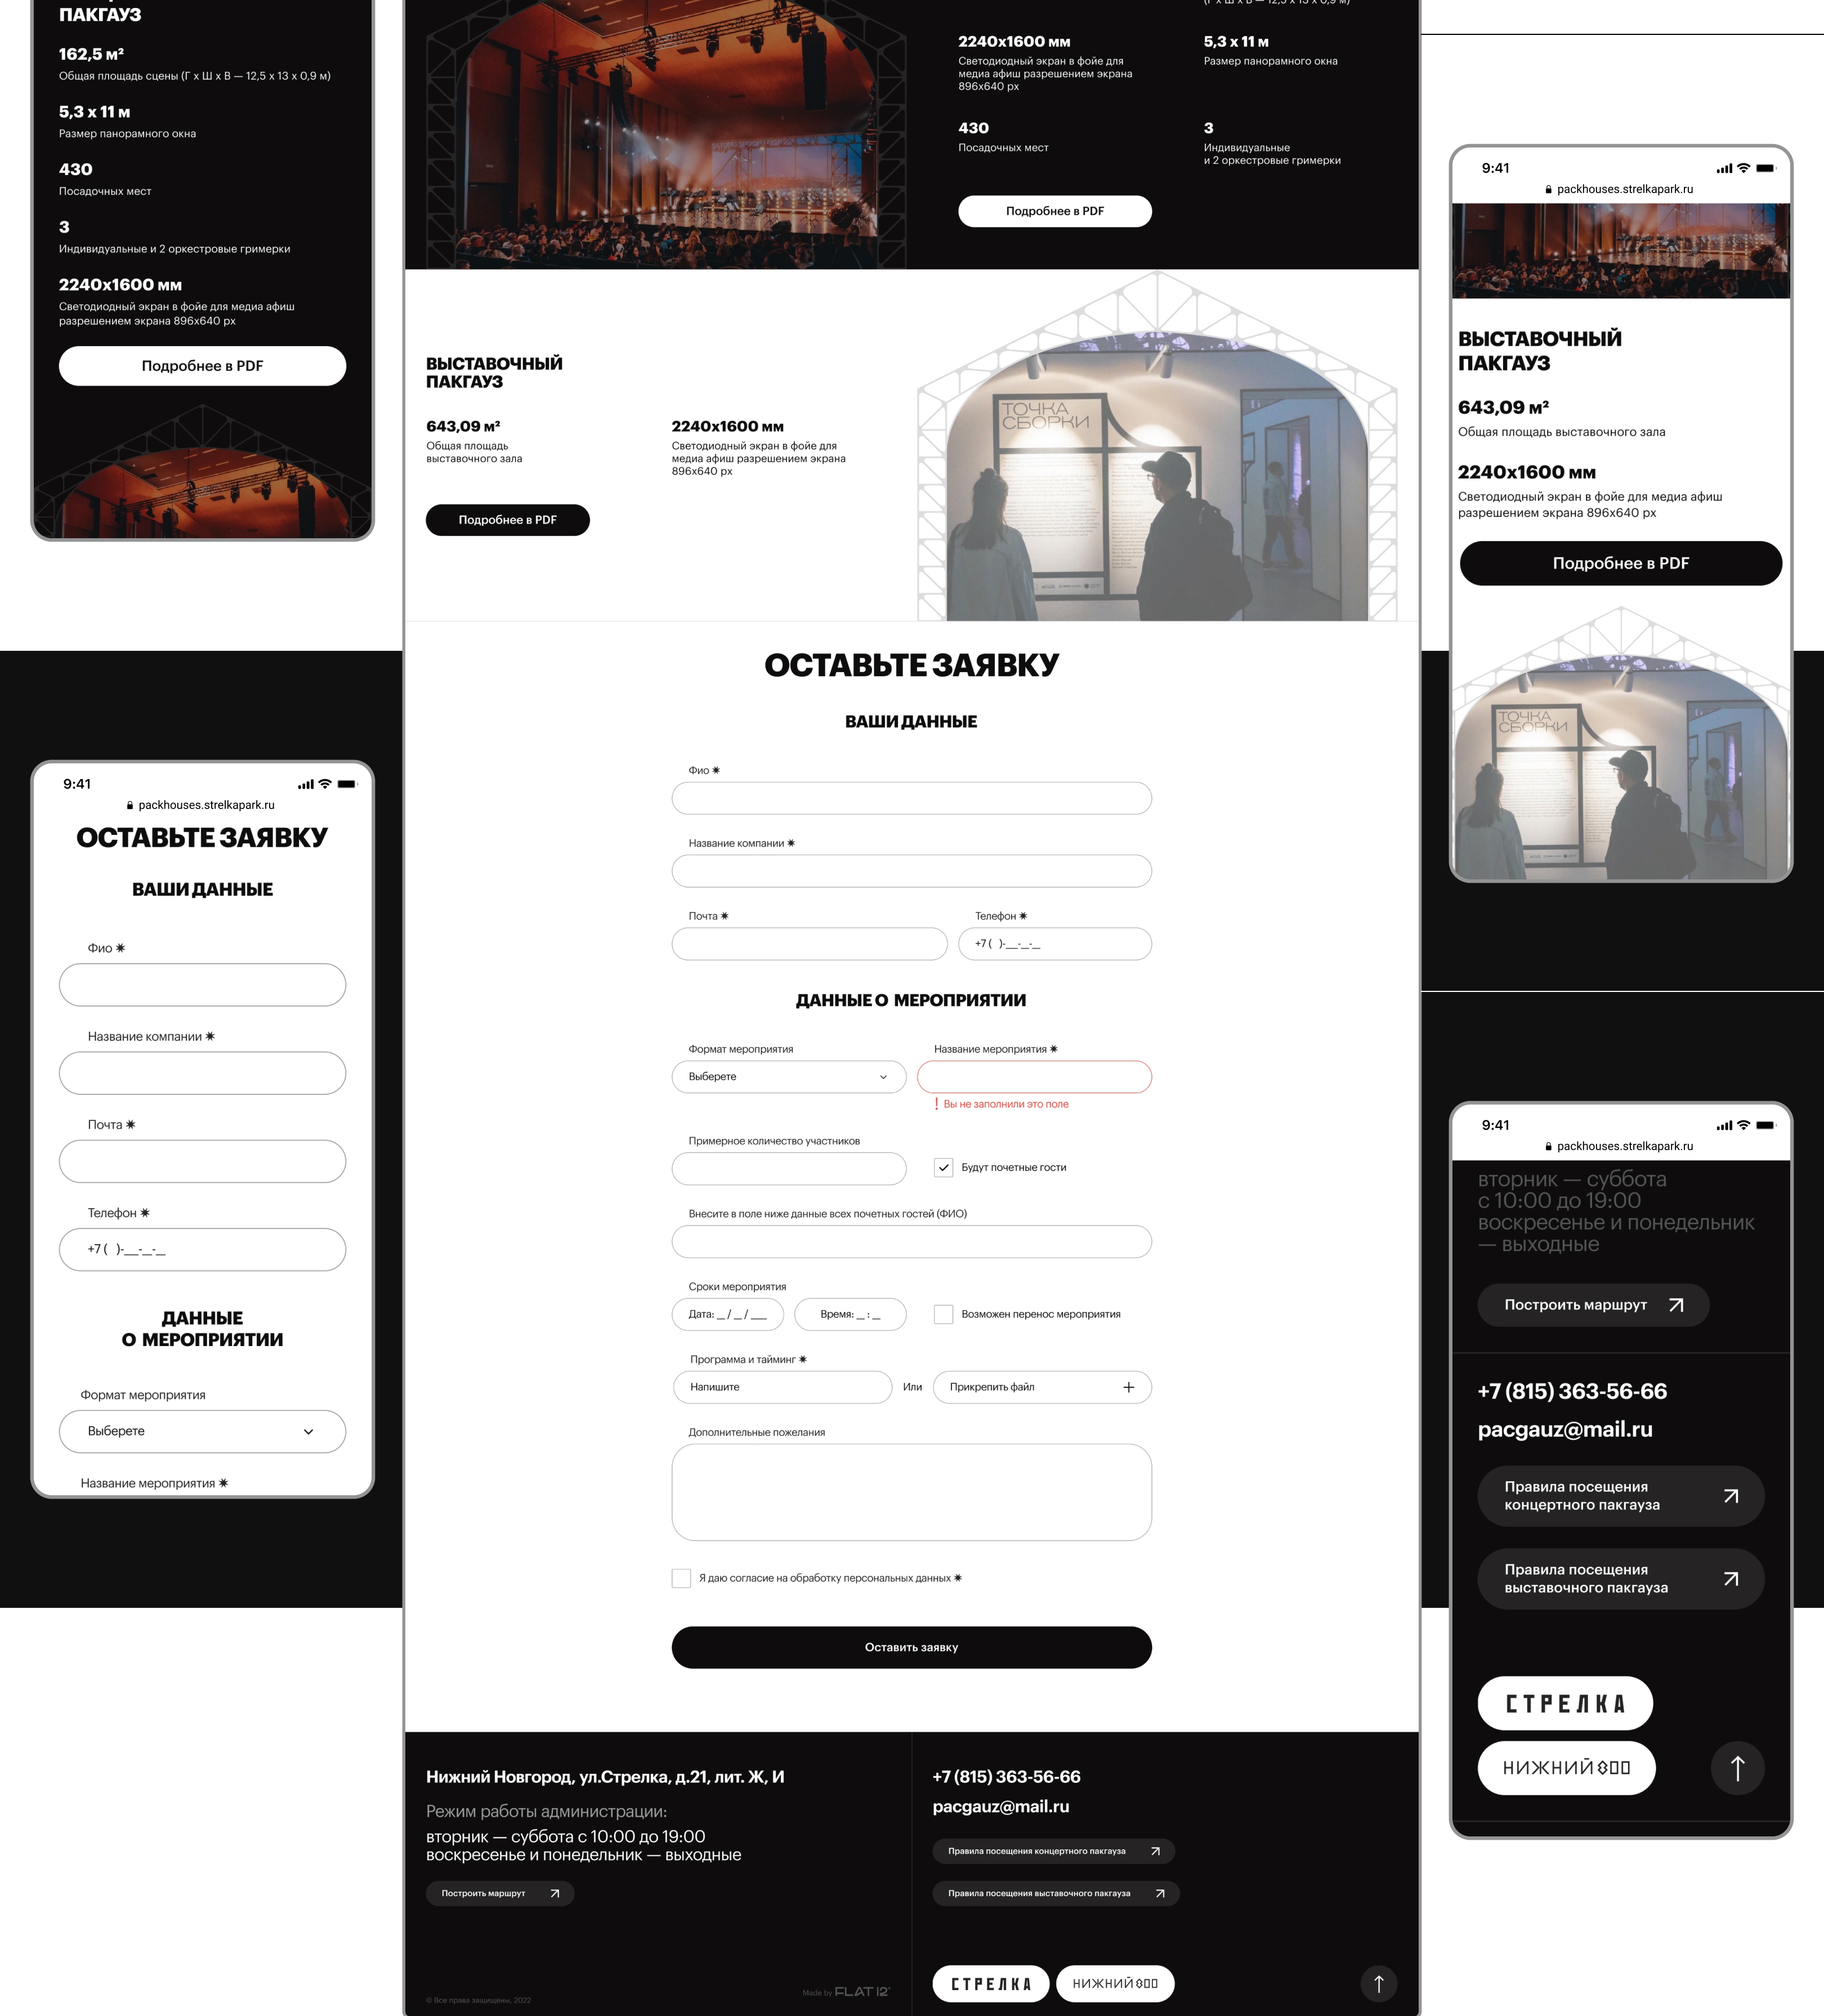 ПАКГАУЗ
162,5 м²
Общая площадь сцены (Г х Ш х В — 12,5 х 13 х 0,9 м)
5,3 х 11 м
Размер панорамного окна
430
Посадочных мест
3
Индивидуальные и 2 оркестровые гримерки
2240х1600 мм
Светодиодный экран в фойе для медиа афиш
разрешением экрана 896х640 px
Подробнее в PDF
9:41
packhouses.strelkapark.ru
ОСТАВЬТЕ ЗАЯВКУ
ВАШИ ДАННЫЕ
Фио ✷
Название компании ✷
Почта ✷
Телефон ✷
+7 ( )-__-_-_
ДАННЫЕ
О МЕРОПРИЯТИИ
Формат мероприятия
Выберете
Название мероприятия ✷
(Г х Ш х В — 12,5 х 13 х 0,9 м)
2240х1600 мм
Светодиодный экран в фойе для
медиа афиш разрешением экрана
896х640 px
5,3 х 11 м
Размер панорамного окна
430
Посадочных мест
3
Индивидуальные
и 2 оркестровые гримерки
Подробнее в PDF
ВЫСТАВОЧНЫЙ
ПАКГАУЗ
643,09 м²
Общая площадь
выставочного зала
2240х1600 мм
Светодиодный экран в фойе для
медиа афиш разрешением экрана
896х640 px
Подробнее в PDF
ТОЧКА
СБОРКИ
ОСТАВЬТЕ ЗАЯВКУ
ВАШИ ДАННЫЕ
Фио ✷
Название компании ✷
Почта ✷
Телефон ✷
+7 ( )-__-_-_
ДАННЫЕ О МЕРОПРИЯТИИ
Формат мероприятия
Выберете
Название мероприятия ✷
! Вы не заполнили это поле
Примерное количество участников
Будут почетные гости
Внесите в поле ниже данные всех почетных гостей (ФИО)
Сроки мероприятия
Дата: _ / _ / __
Время: _ : _
Возможен перенос мероприятия
Программа и тайминг ✷
Напишите
Или
Прикрепить файл +
Дополнительные пожелания
Я даю согласие на обработку персональных данных ✷
Оставить заявку
Нижний Новгород, ул.Стрелка, д.21, лит. Ж, И
Режим работы администрации:
вторник — суббота с 10:00 до 19:00
воскресенье и понедельник — выходные
Построить маршрут
© Все права защищены, 2022
Made by FLAT12°
+7 (815) 363-56-66
pacgauz@mail.ru
Правила посещения концертного пакгауза
Правила посещения выставочного пакгауза
СТРЕЛКА
НИЖНИЙ 800
9:41
packhouses.strelkapark.ru
ВЫСТАВОЧНЫЙ
ПАКГАУЗ
643,09 м²
Общая площадь выставочного зала
2240х1600 мм
Светодиодный экран в фойе для медиа афиш
разрешением экрана 896х640 px
Подробнее в PDF
ТОЧКА
СБОРКИ
9:41
packhouses.strelkapark.ru
вторник — суббота
с 10:00 до 19:00
воскресенье и понедельник
— выходные
Построить маршрут
+7 (815) 363-56-66
pacgauz@mail.ru
Правила посещения
концертного пакгауза
Правила посещения
выставочного пакгауза
СТРЕЛКА
НИЖНИЙ 800